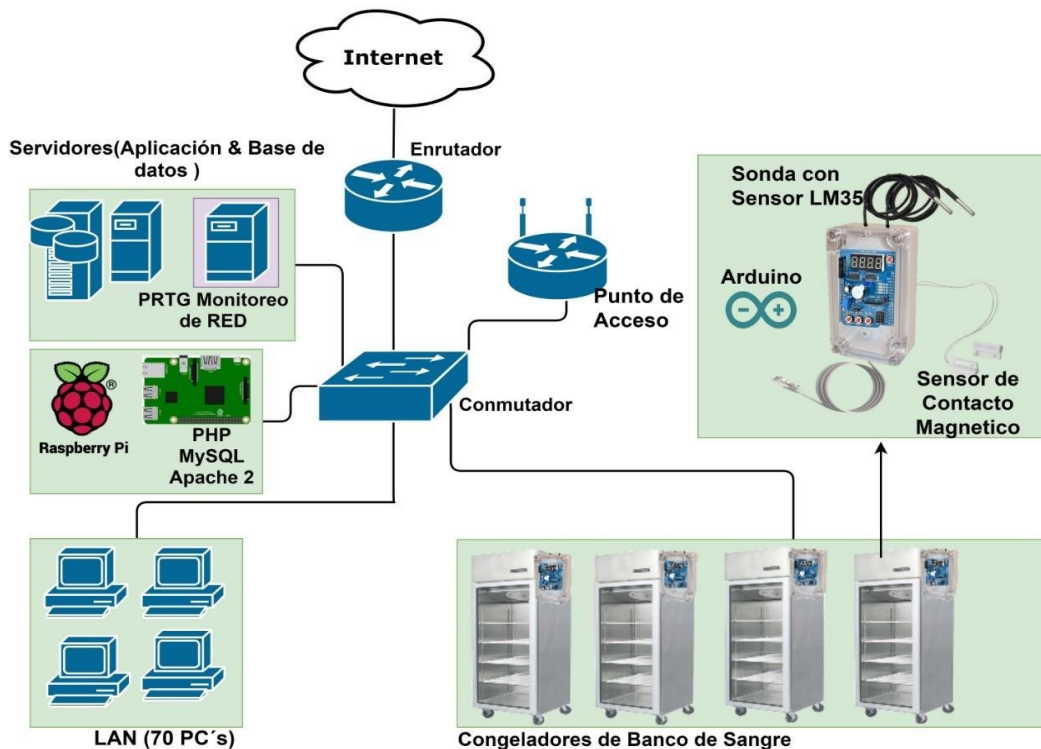 Internet
Enrutador
Servidores(Aplicación & Base de
datos )
PRTG Monitoreo
de RED
Punto de
Acceso
Raspberry Pi
®
PHP
MySQL
Apache 2
Conmutador
Sonda con
Sensor LM35
Arduino
Sensor de
Contacto
Magnetico
LAN (70 PC´s)
Congeladores de Banco de Sangre